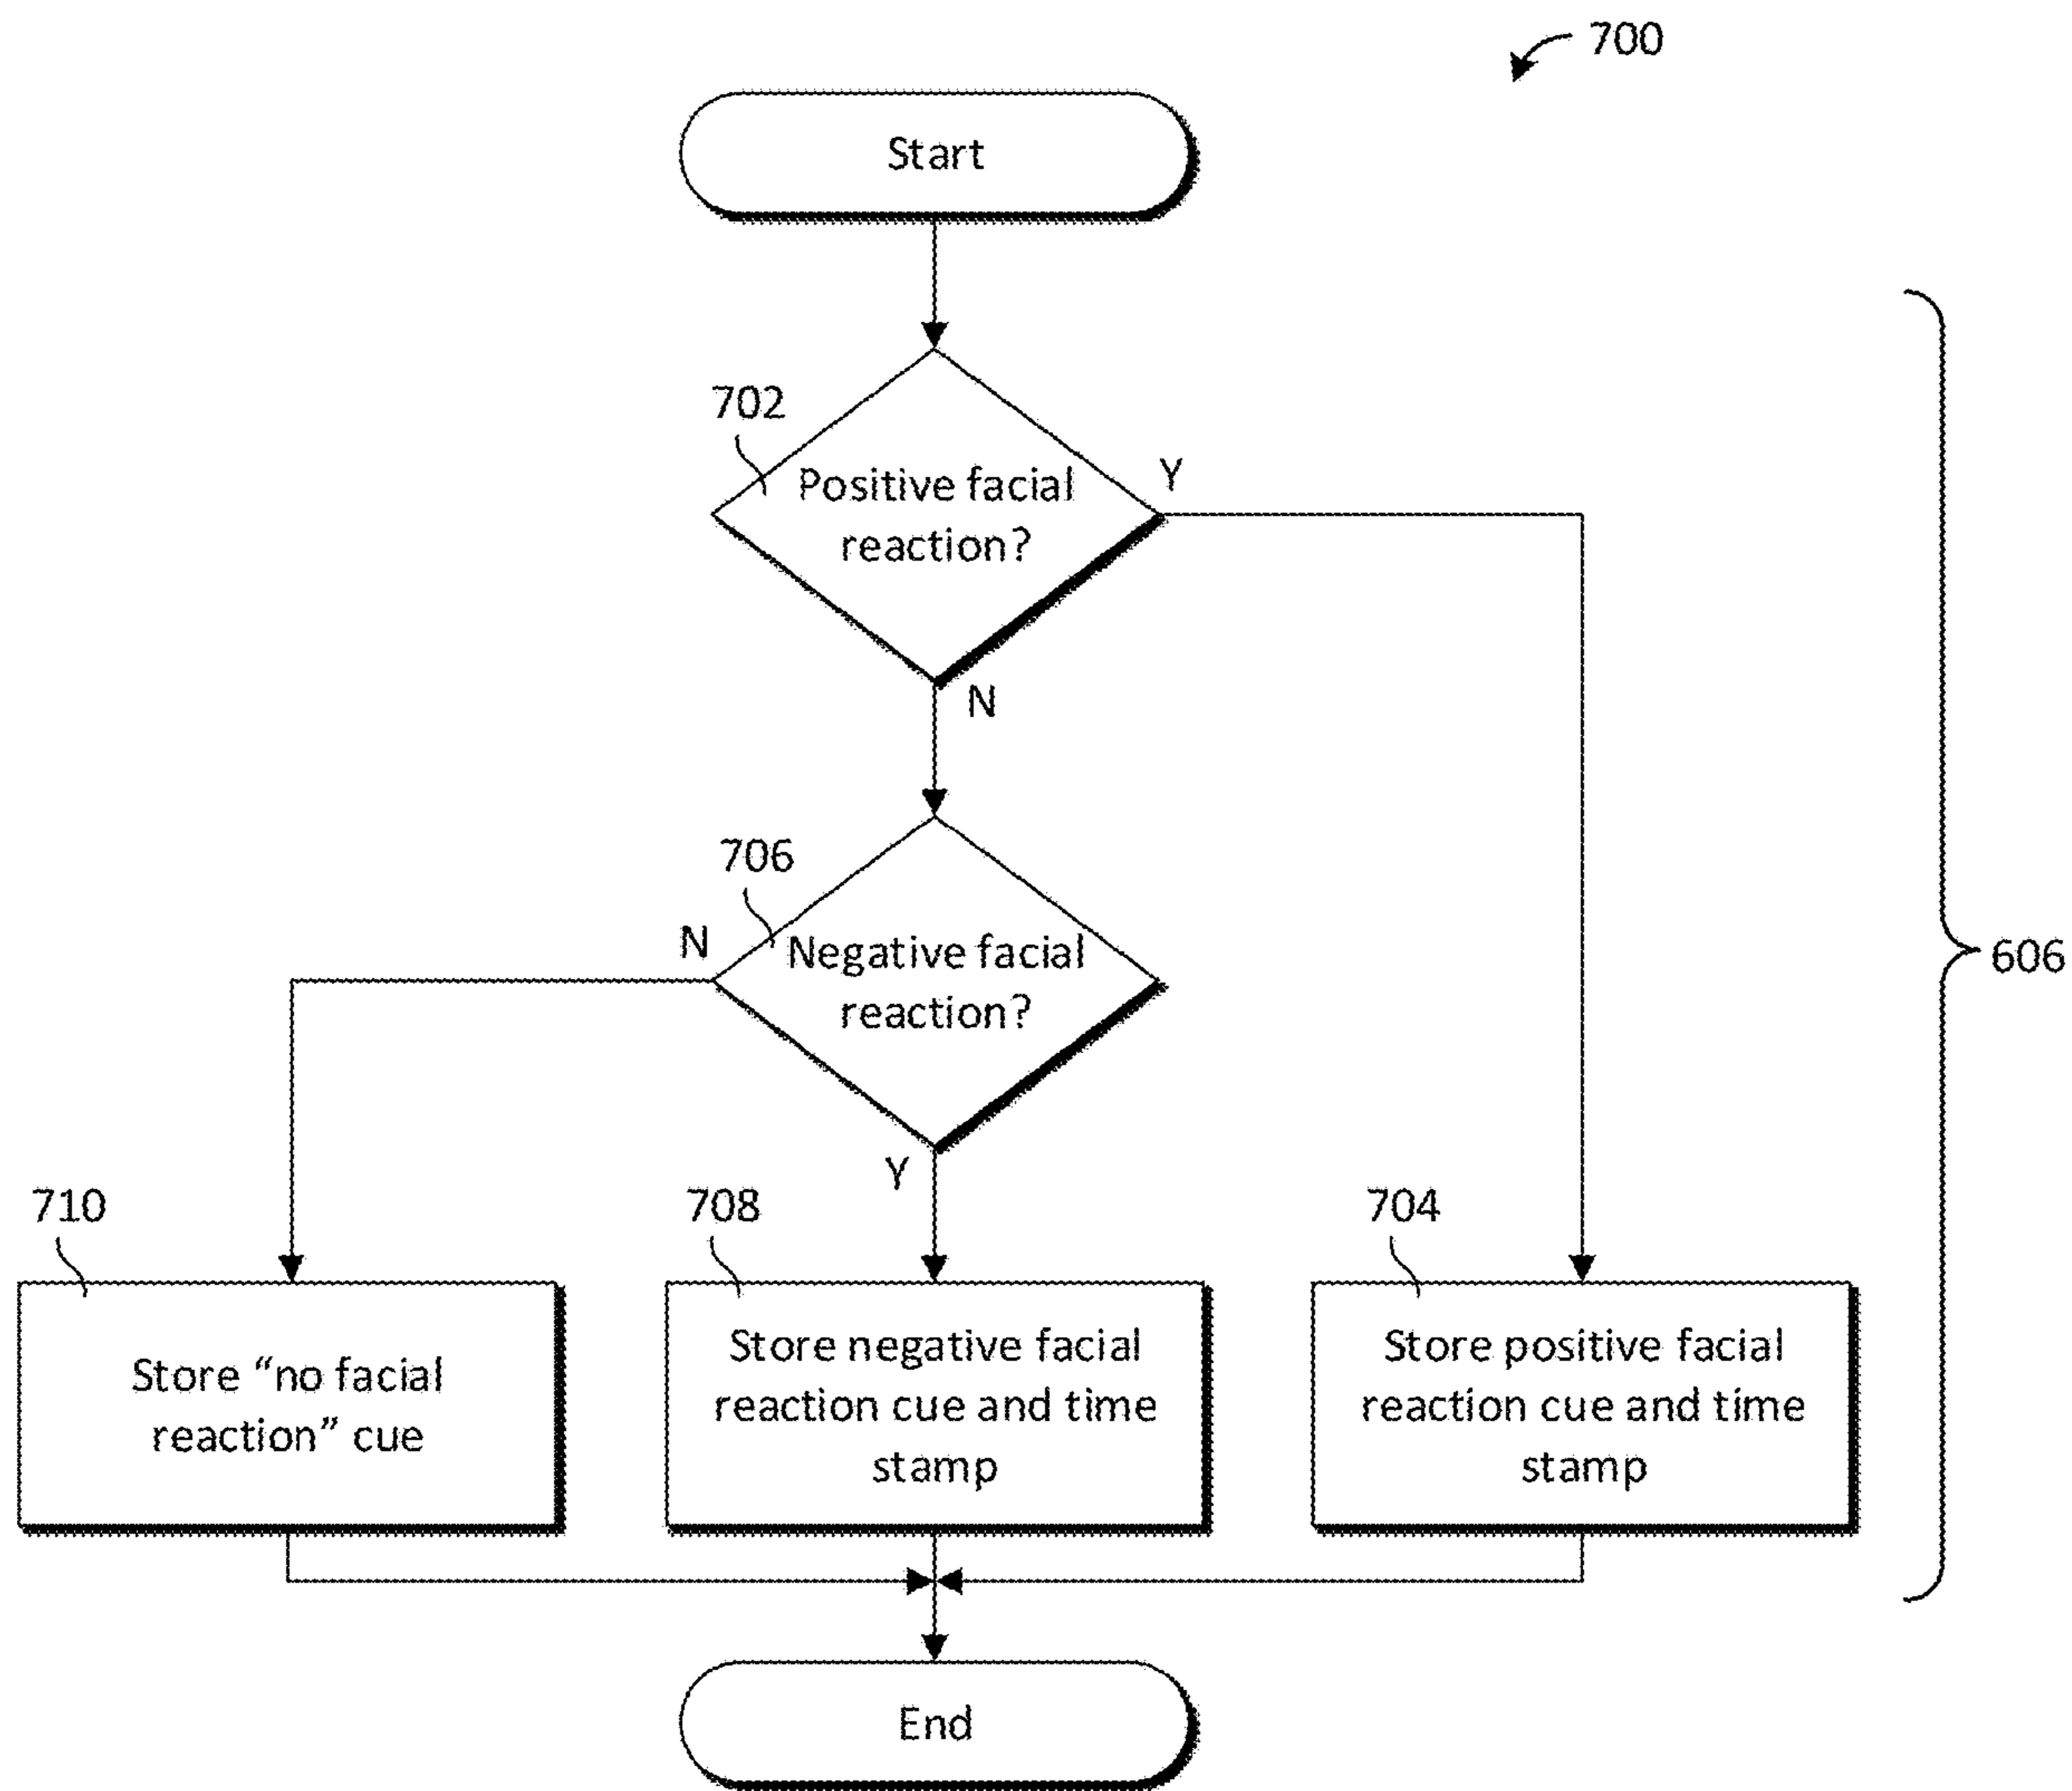 700
Start
702
Positive facial
reaction?
Y
N
706
Negative facial
reaction?
N
Y
606
710
Store “no facial
reaction” cue
708
Store negative facial
reaction cue and time
stamp
704
Store positive facial
reaction cue and time
stamp
End